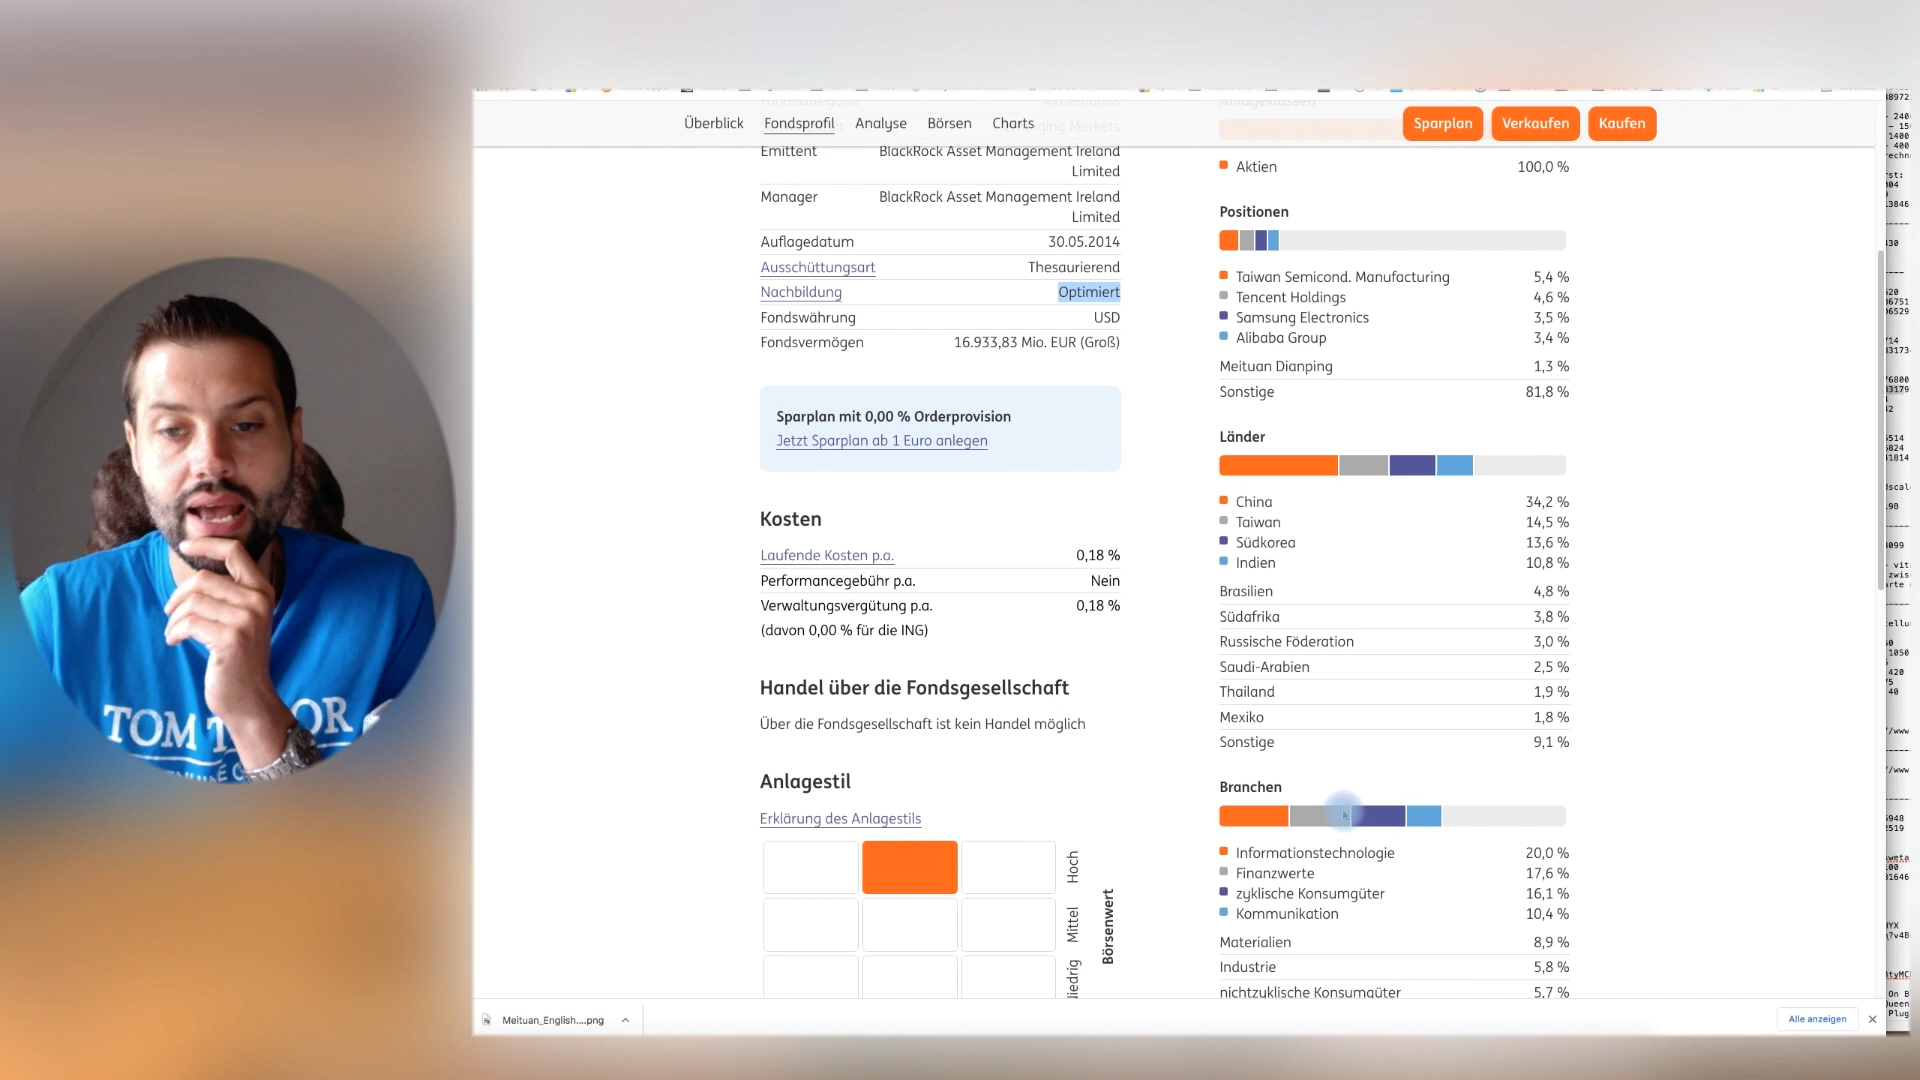 Überblick
Fondsprofil
Analyse
Börsen
Charts
Sparplan
Verkaufen
Kaufen
Fondskategorie
Aktienfonds
Emerging Markets
Emittent
BlackRock Asset Management Ireland
Limited
Manager
BlackRock Asset Management Ireland
Limited
Auflagedatum
30.05.2014
Ausschüttungsart
Thesaurierend
Nachbildung
Optimiert
Fondswährung
USD
Fondsvermögen
16.933,83 Mio. EUR (Groß)
Sparplan mit 0,00 % Orderprovision
Jetzt Sparplan ab 1 Euro anlegen
Kosten
Laufende Kosten p.a.
0,18 %
Performancegebühr p.a.
Nein
Verwaltungsvergütung p.a.
0,18 %
(davon 0,00 % für die ING)
Handel über die Fondsgesellschaft
Über die Fondsgesellschaft ist kein Handel möglich
Anlagestil
Erklärung des Anlagestils
Hoch
Mittel
Börsenwert
Anlageklassen
Aktien
100,0 %
Positionen
Taiwan Semicond. Manufacturing
5,4 %
Tencent Holdings
4,6 %
Samsung Electronics
3,5 %
Alibaba Group
3,4 %
Meituan Dianping
1,3 %
Sonstige
81,8 %
Länder
China
34,2 %
Taiwan
14,5 %
Südkorea
13,6 %
Indien
10,8 %
Brasilien
4,8 %
Südafrika
3,8 %
Russische Föderation
3,0 %
Saudi-Arabien
2,5 %
Thailand
1,9 %
Mexiko
1,8 %
Sonstige
9,1 %
Branchen
Informationstechnologie
20,0 %
Finanzwerte
17,6 %
zyklische Konsumgüter
16,1 %
Kommunikation
10,4 %
Materialien
8,9 %
Industrie
5,8 %
nichtzyklische Konsumgüter
5,7 %
Meituan_English....png
Alle anzeigen
TOM